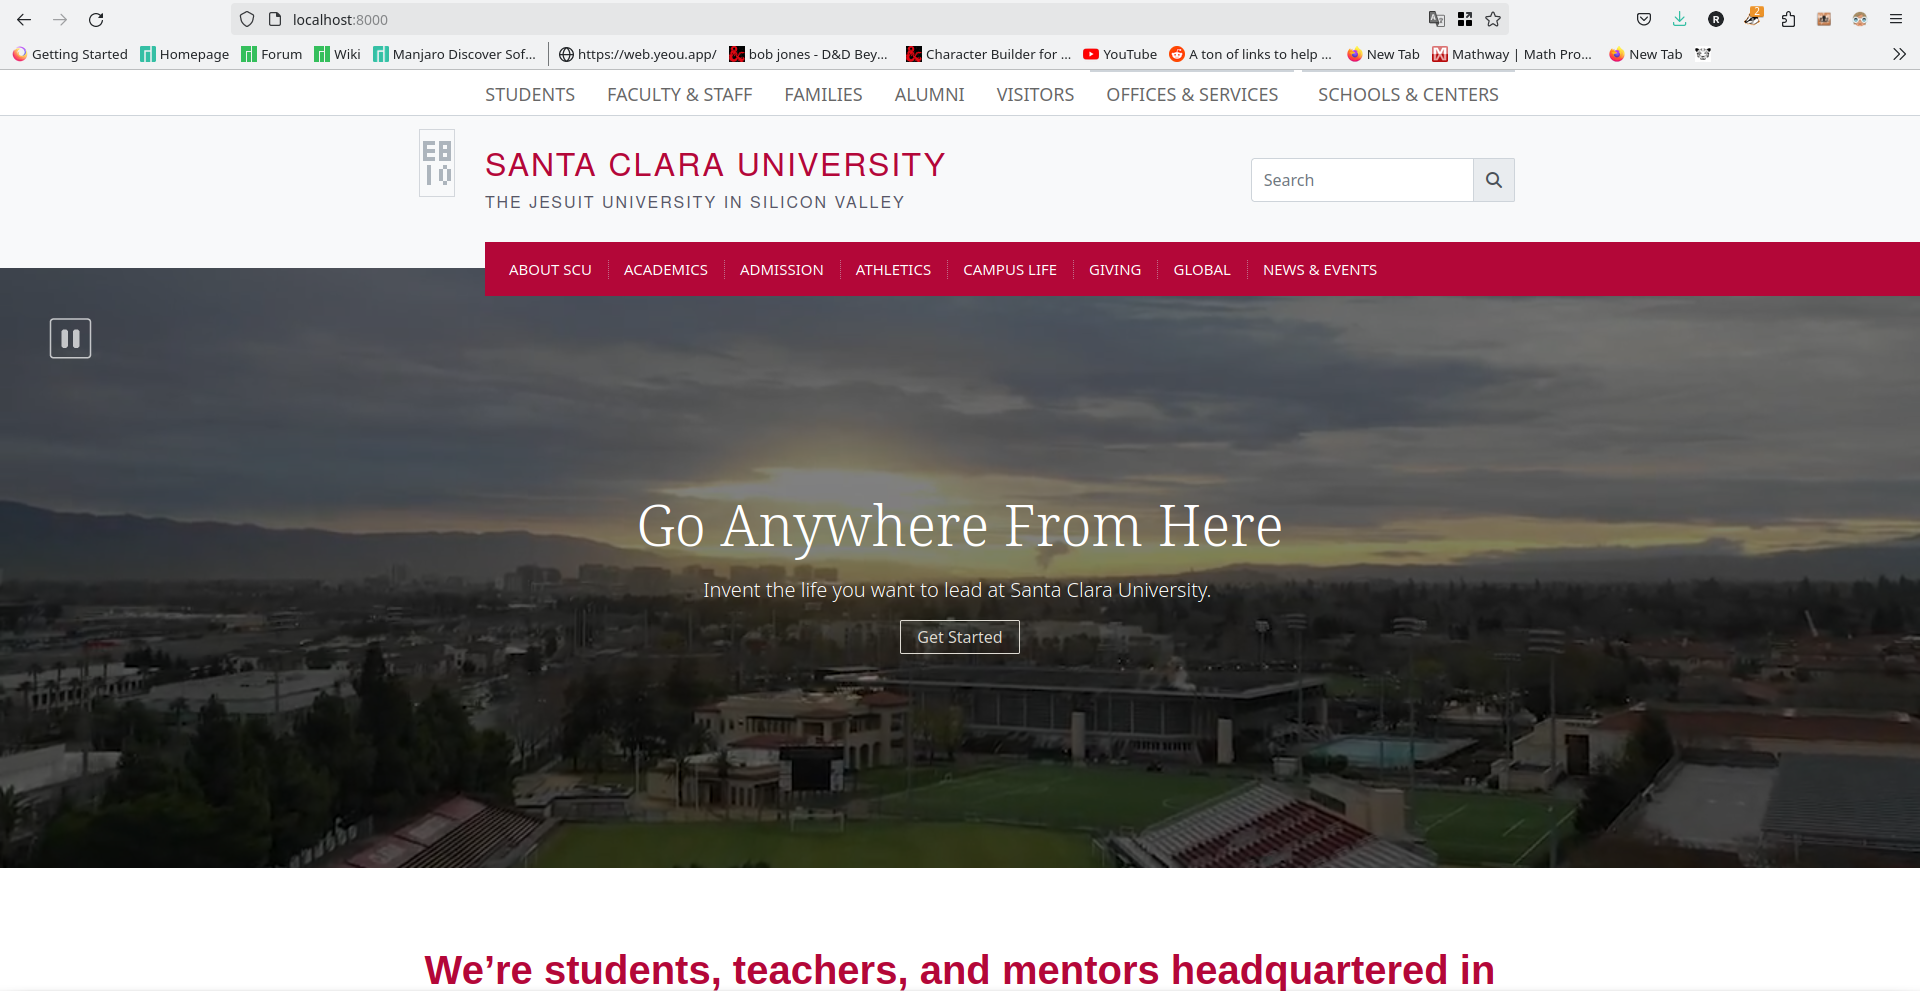 localhost:8000
2
Getting Started Homepage Forum Wiki Manjaro Discover Sof... https://web.yeou.app/ bob jones - D&D Bey... Character Builder for ... YouTube A ton of links to help ... New Tab Mathway | Math Pro... New Tab
STUDENTS FACULTY & STAFF FAMILIES ALUMNI VISITORS OFFICES & SERVICES SCHOOLS & CENTERS
SANTA CLARA UNIVERSITY
THE JESUIT UNIVERSITY IN SILICON VALLEY
Search
ABOUT SCU ACADEMICS ADMISSION ATHLETICS CAMPUS LIFE GIVING GLOBAL NEWS & EVENTS
Go Anywhere From Here
Invent the life you want to lead at Santa Clara University.
Get Started
We’re students, teachers, and mentors headquartered in